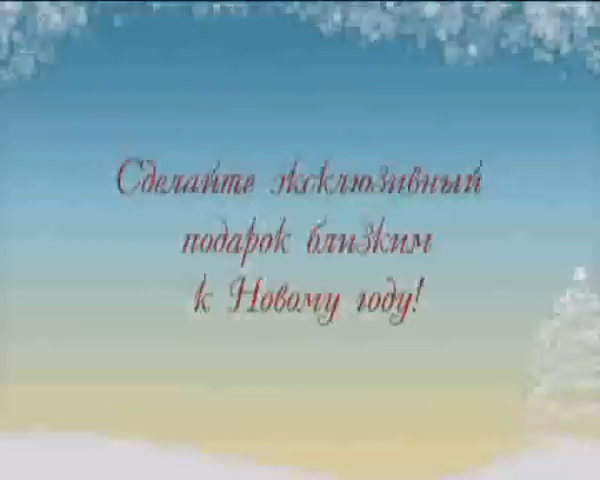 Сделайте эксклюзивный
подарок близким
к Новому году!